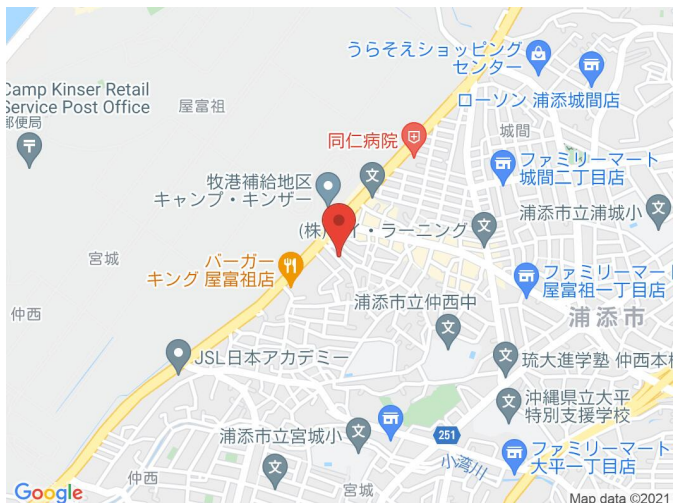 うらそえショッピング
センター
Camp Kinser Retail
Service Post Office
郵便局
屋富祖
ローソン 浦添城間店
城間
同仁病院
ファミリーマート
城間二丁目店
牧港補給地区
キャンプ・キンザー
浦添市立浦城小
イ・ラーニング
宮城
バーガー
キング 屋富祖店
ファミリーマート
屋富祖一丁目店
浦添市立仲西中
仲西
浦添市
JSL日本アカデミー
琉大進学塾 仲西本校
沖縄県立大平
特別支援学校
251
浦添市立宮城小
ファミリーマート
大平一丁目店
小湾川
仲西
宮城
Google
Map data ©2021